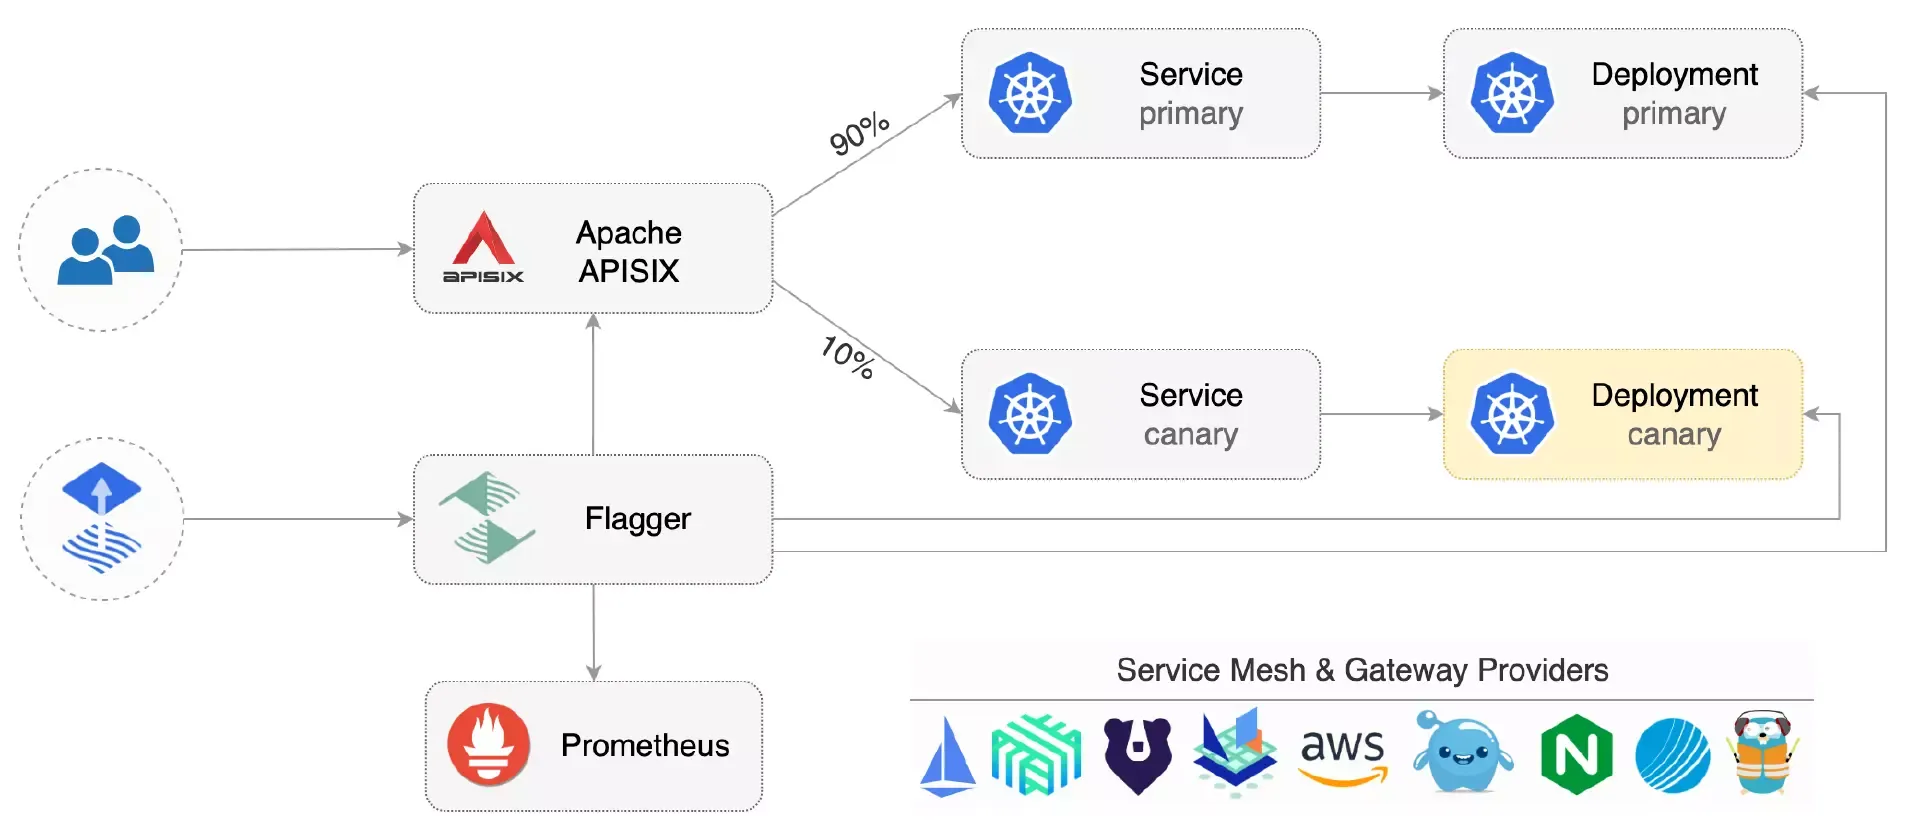 Service
primary
Deployment
primary
90%
Apache
APISIX
APISIX
10%
Service
canary
Deployment
canary
Flagger
Prometheus
Service Mesh & Gateway Providers
aws
N